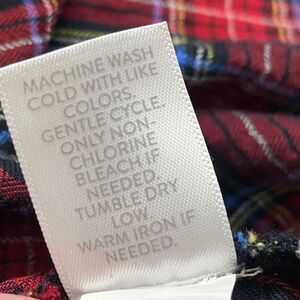 MACHINE WASH
COLD WITH LIKE
COLORS.
GENTLE CYCLE.
ONLY NON-
CHLORINE
BLEACH IF
NEEDED.
TUMBLE DRY
LOW.
WARM IRON IF
NEEDED.